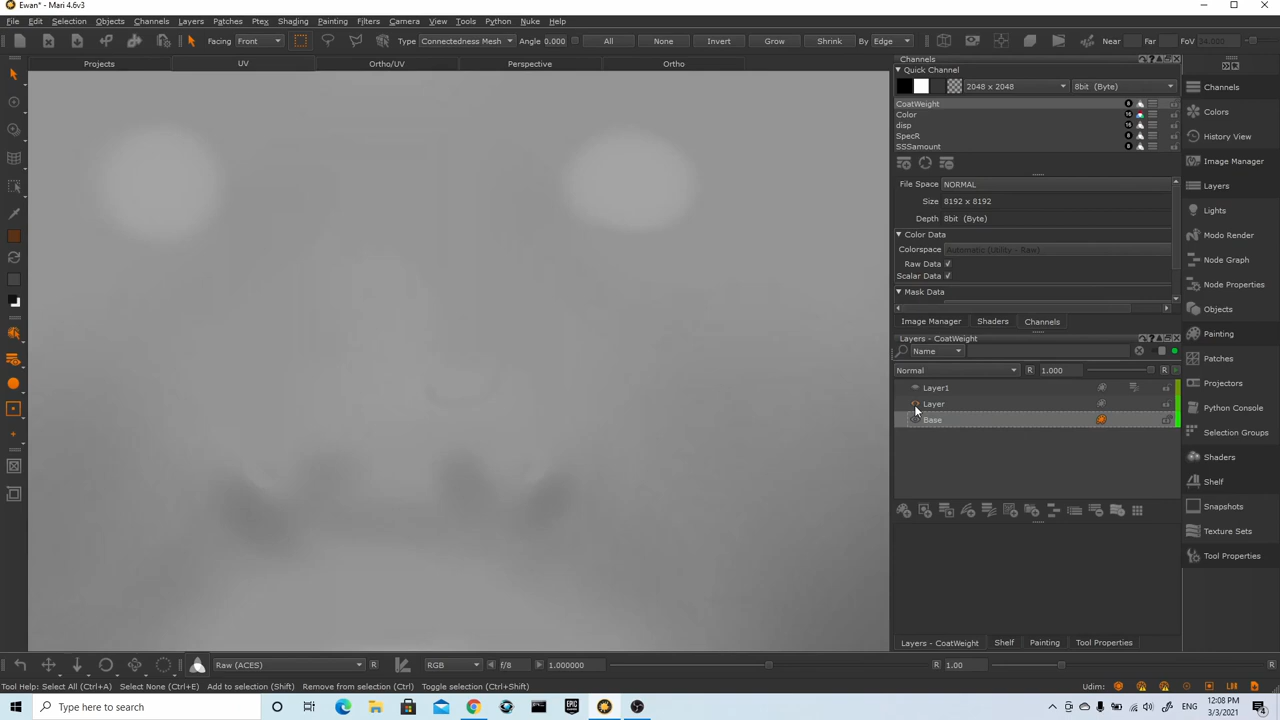 Ewan* - Mari 4.6v3
File Edit Selection Objects Channels Layers Patches Ptex Shading Painting Filters Camera View Tools Python Nuke Help
Facing Front Type Connectedness Mesh Angle 0.000 All None Invert Grow Shrink By Edge Near Far FoV 24.000
Projects UV Ortho/UV Perspective Ortho
Channels
Quick Channel
2048 x 2048 8bit (Byte)
CoatWeight
Color
disp
SpecR
SSSamount
File Space NORMAL
Size 8192 x 8192
Depth 8bit (Byte)
Color Data
Colorspace Automatic (Utility - Raw)
Raw Data
Scalar Data
Mask Data
Image Manager Shaders Channels
Layers - CoatWeight
Name
Normal R 1.000 R
Layer1
Layer
Base
Layers - CoatWeight Shelf Painting Tool Properties
Channels
Colors
History View
Image Manager
Layers
Lights
Modo Render
Node Graph
Node Properties
Objects
Painting
Patches
Projectors
Python Console
Selection Groups
Shaders
Shelf
Snapshots
Texture Sets
Tool Properties
Raw (ACES) R RGB f/8 1.000000 R 1.00 R
Tool Help: Select All (Ctrl+A) Select None (Ctrl+E) Add to selection (Shift) Remove from selection (Ctrl) Toggle selection (Ctrl+Shift) Udim:
Type here to search
12:08 PM
3/3/2021
4